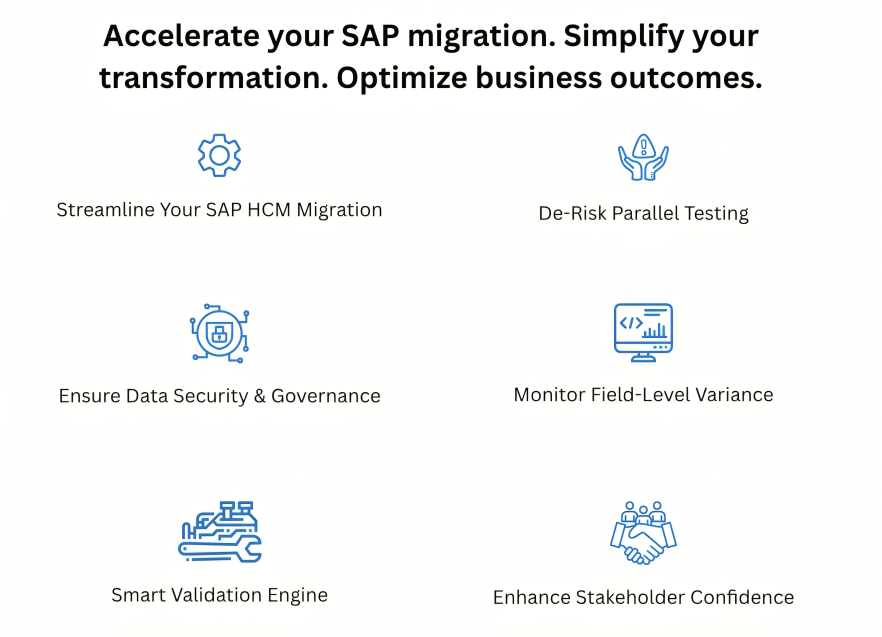 Accelerate your SAP migration. Simplify your
transformation. Optimize business outcomes.
Streamline Your SAP HCM Migration
De-Risk Parallel Testing
Ensure Data Security & Governance
Monitor Field-Level Variance
Smart Validation Engine
Enhance Stakeholder Confidence